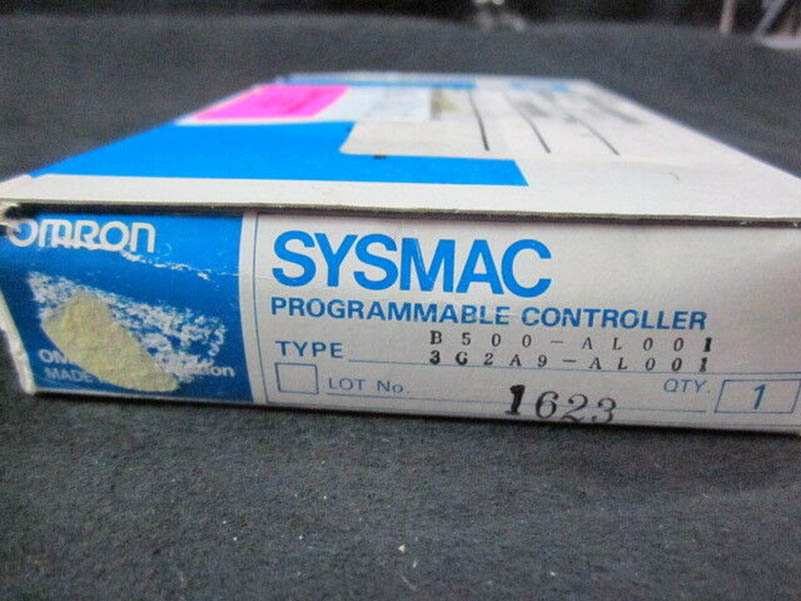 OMRON
SYSMAC
PROGRAMMABLE CONTROLLER
TYPE B500-AL001
3G2A9-AL001
LOT No. 1623 QTY. 1
MADE